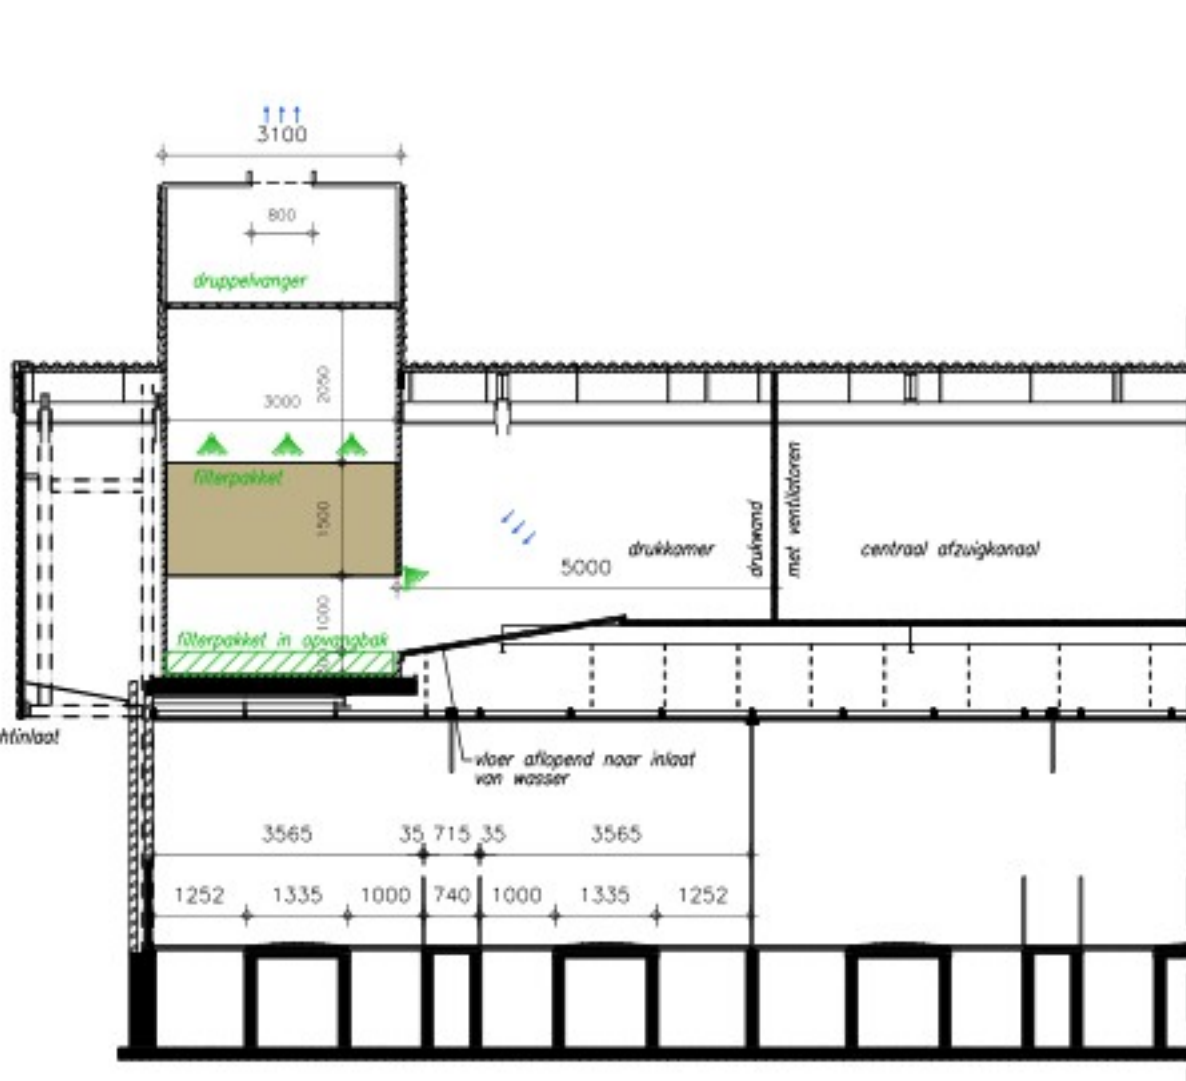 3100
800
druppelvanger
2050
3000
filterpakket
1500
drukkamer
drukwand
met ventilatoren
centraal afzuigkanaal
5000
1000
filterpakket in opvangbak
htinlaat
vloer aflopend naar inlaat
van wasser
3565 35 715 35 3565
1252 1335 1000 740 1000 1335 1252